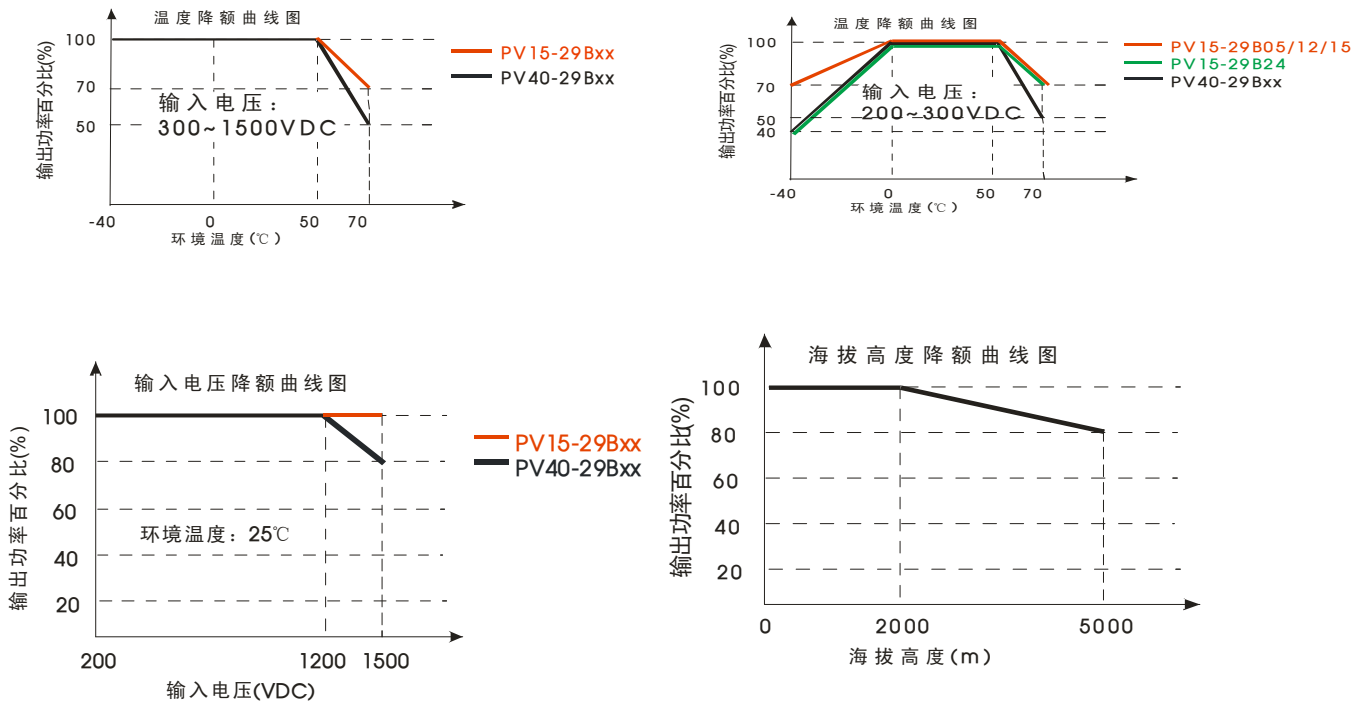 温度降额曲线图
输出功率百分比(%)
100
70
50
输入电压：
300~1500VDC
-40
0
50
70
环境温度(℃)
PV15-29Bxx
PV40-29Bxx
温度降额曲线图
输出功率百分比(%)
100
70
50
40
输入电压：
200~300VDC
-40
0
50
70
环境温度(℃)
PV15-29B05/12/15
PV15-29B24
PV40-29Bxx
输入电压降额曲线图
输出功率百分比(%)
100
80
60
40
20
环境温度：25℃
200
1200
1500
输入电压(VDC)
PV15-29Bxx
PV40-29Bxx
海拔高度降额曲线图
输出功率百分比(%)
100
80
60
40
20
0
2000
5000
海拔高度(m)